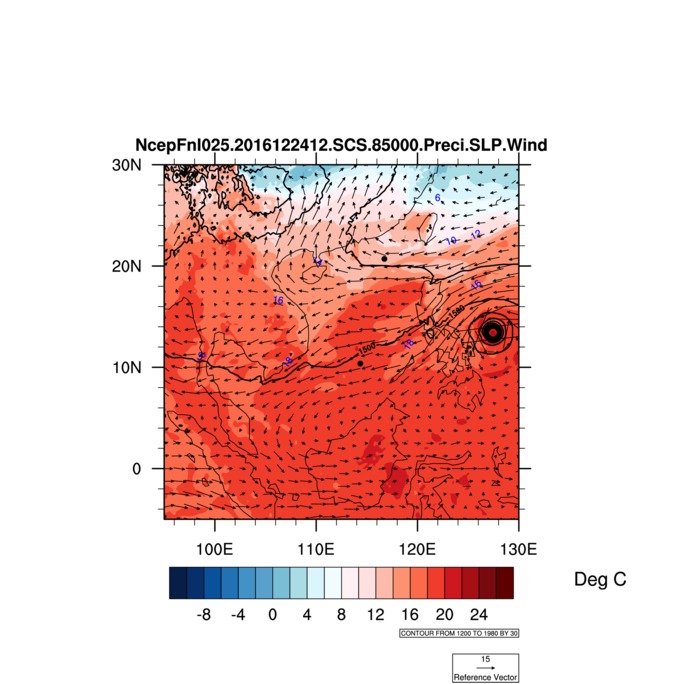 NcepFnl025.2016122412.SCS.85000.Preci.SLP.Wind
30N
20N
10N
0
100E
110E
120E
130E
6
10
12
16
16
18
18
18
1500
1500
-8
-4
0
4
8
12
16
20
24
Deg C
CONTOUR FROM 1200 TO 1980 BY 30
15
Reference Vector